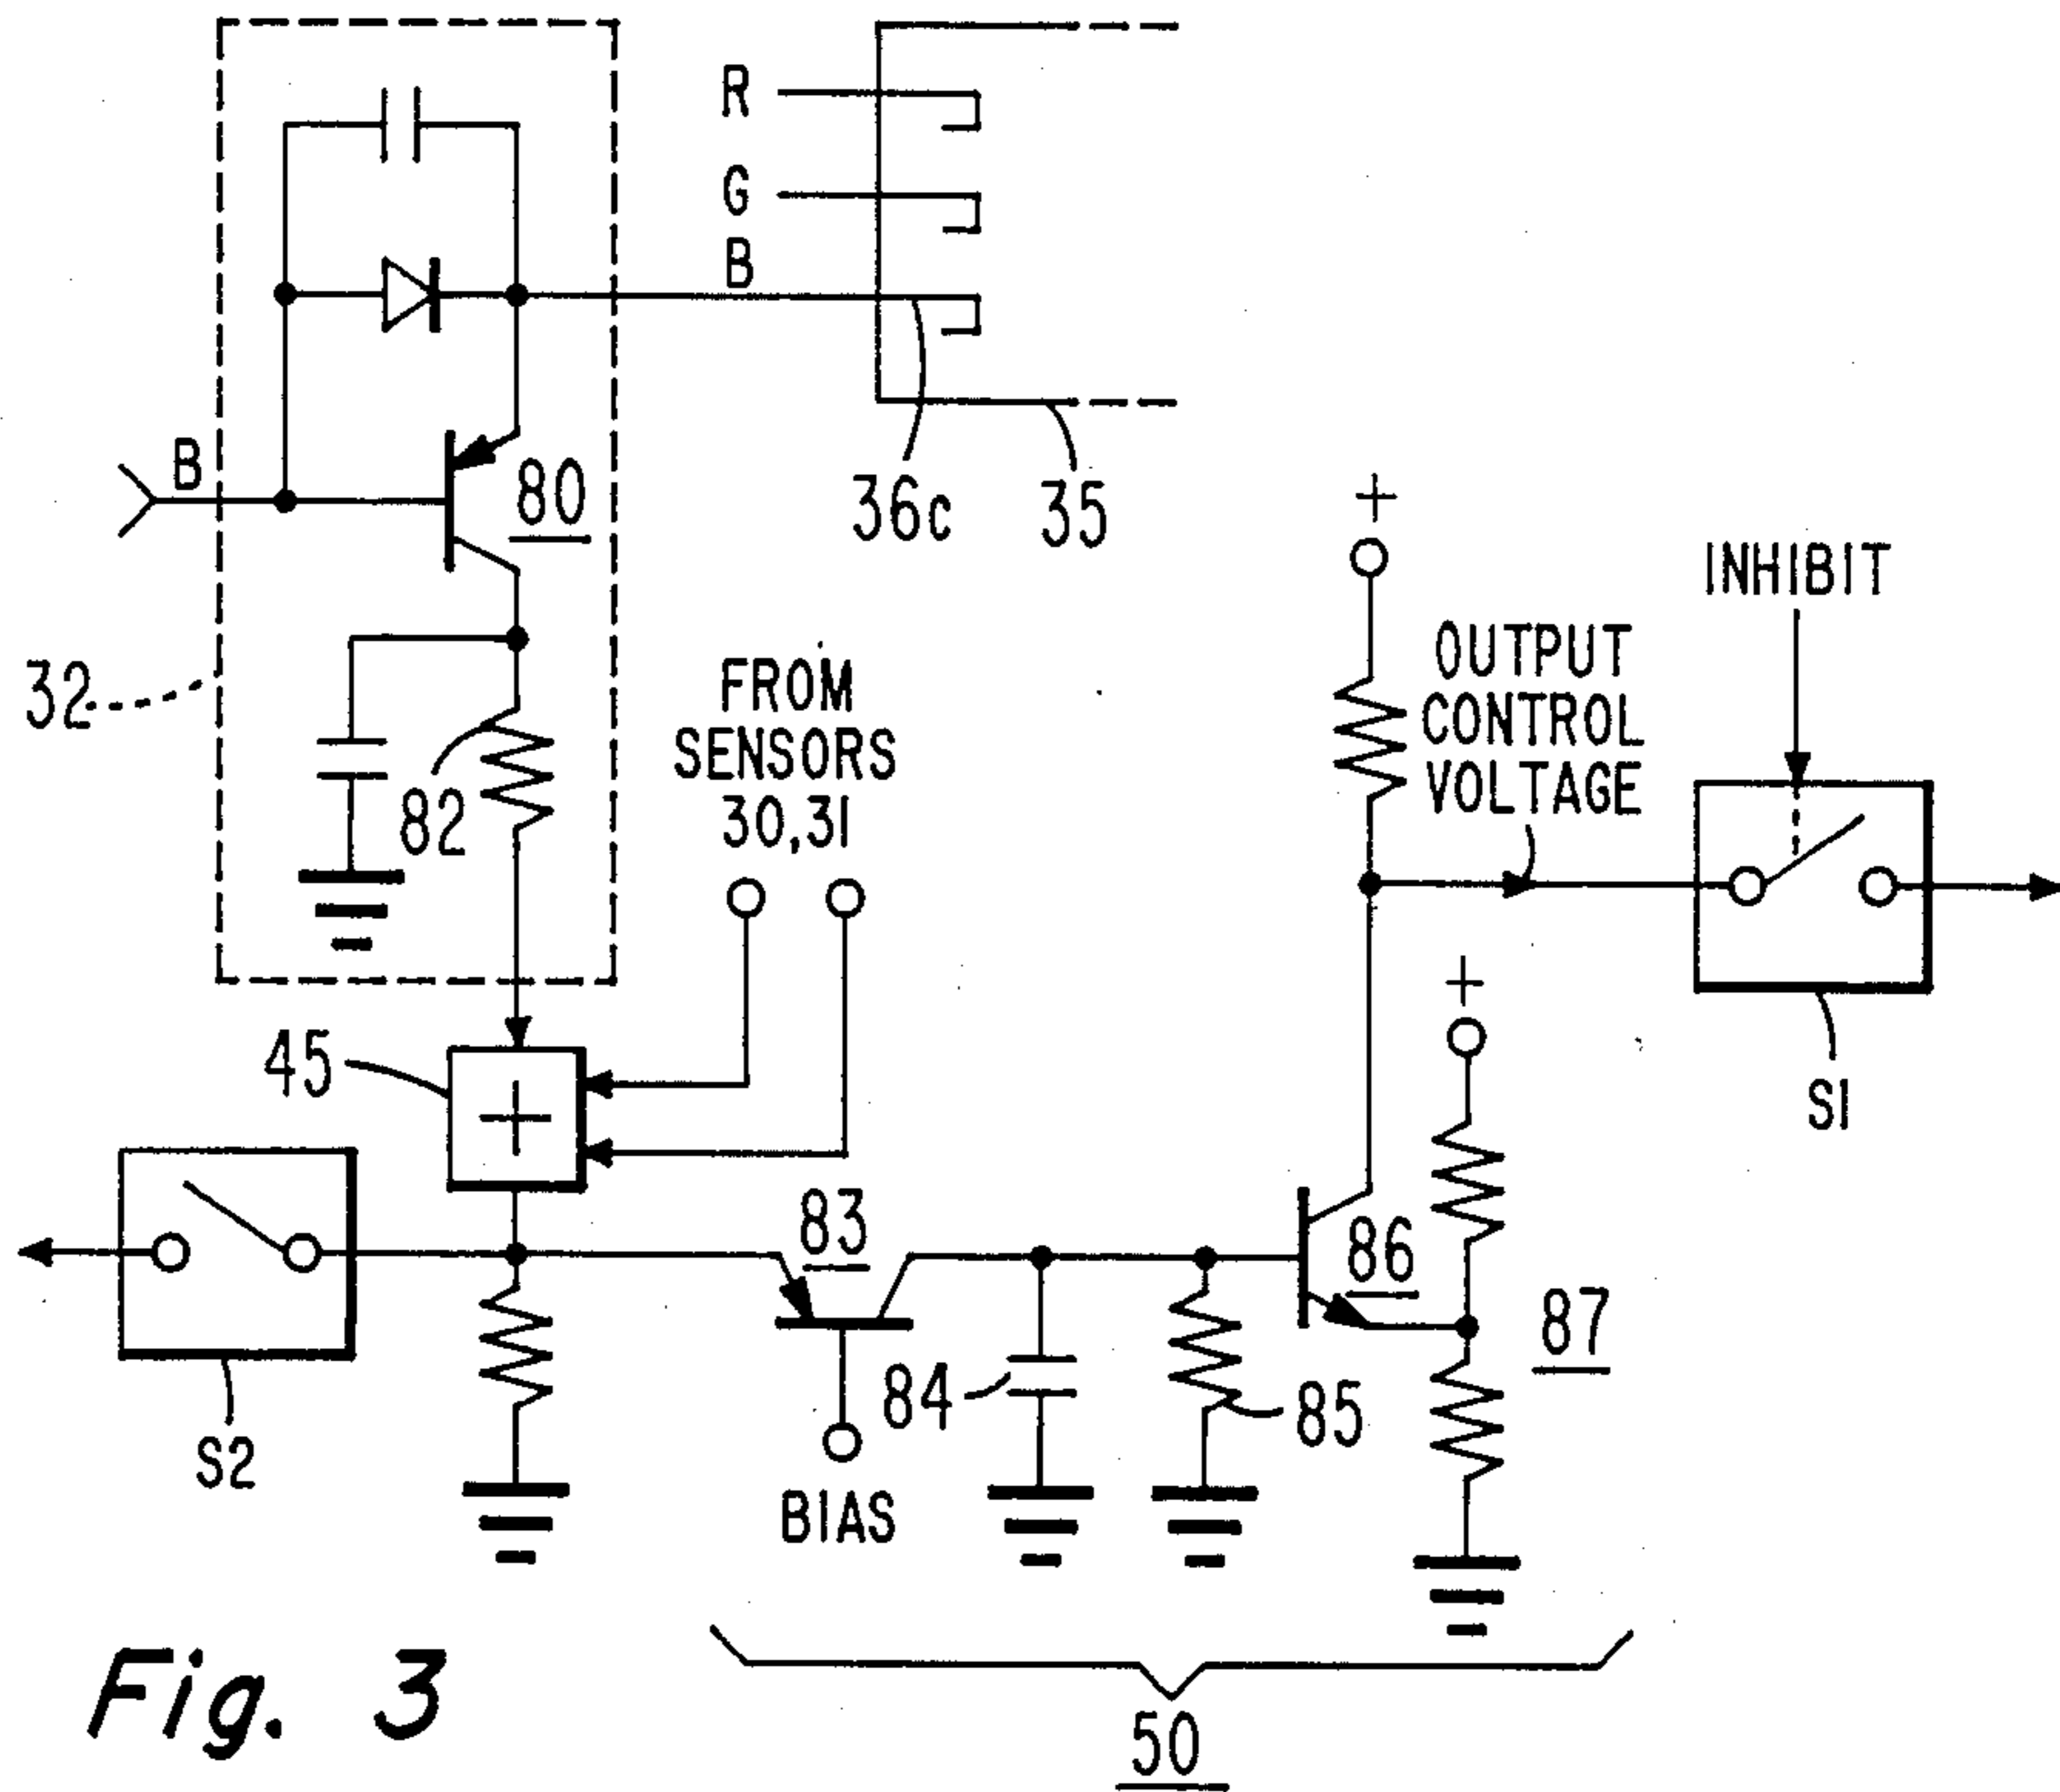 R
G
B
B
80
36c
35
+
INHIBIT
OUTPUT
CONTROL
VOLTAGE
32
FROM
SENSORS
30,31
82
+
S1
45
+
83
86
87
84
85
S2
BIAS
Fig. 3
50